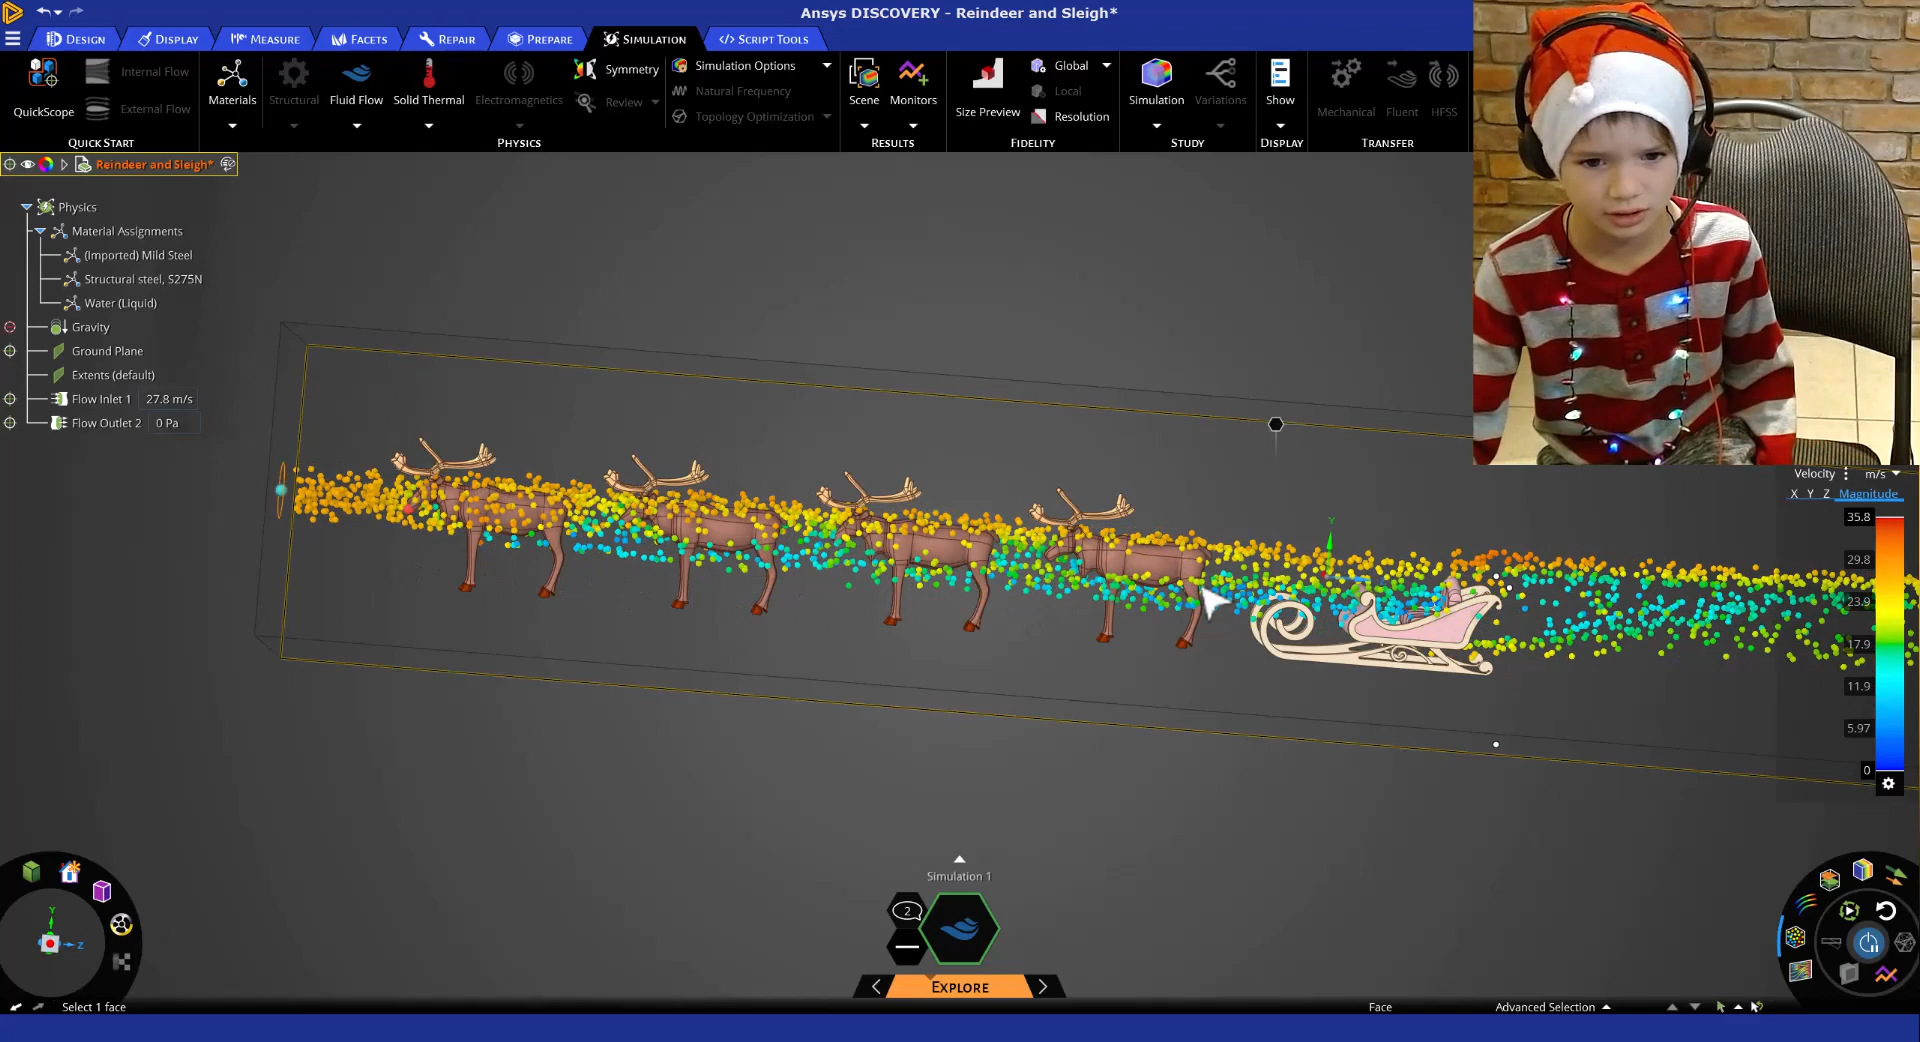 Ansys DISCOVERY - Reindeer and Sleigh*
DESIGN DISPLAY MEASURE FACETS REPAIR PREPARE SIMULATION </> SCRIPT TOOLS
Internal Flow
External Flow
QuickScope
Materials
Structural
Fluid Flow
Solid Thermal
Electromagnetics
Symmetry
Review
Simulation Options
Natural Frequency
Topology Optimization
Scene
Monitors
Size Preview
Global
Local
Resolution
Simulation
Variations
Show
Mechanical
Fluent
HFSS
QUICK START PHYSICS RESULTS FIDELITY STUDY DISPLAY TRANSFER
Reindeer and Sleigh*
Physics
Material Assignments
(Imported) Mild Steel
Structural steel, S275N
Water (Liquid)
Gravity
Ground Plane
Extents (default)
Flow Inlet 1 27.8 m/s
Flow Outlet 2 0 Pa
Y
Velocity m/s
X Y Z Magnitude
35.8
29.8
23.9
17.9
11.9
5.97
0
Simulation 1
2
EXPLORE
Y
Z
Select 1 face
Face
Advanced Selection